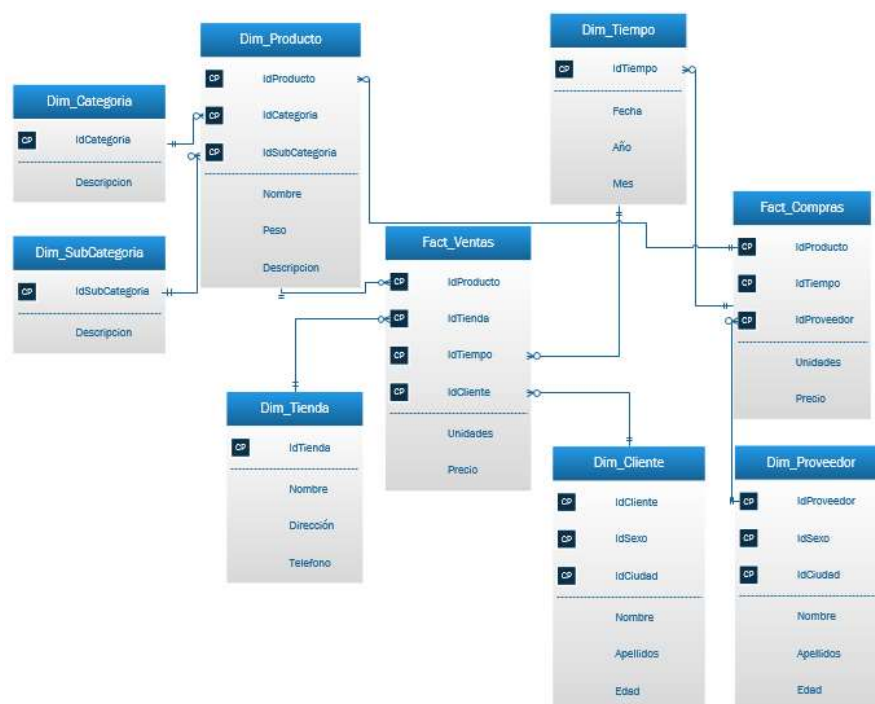 Dim_Producto
CP IdProducto
CP IdCategoria
CP IdSubCategoria
Nombre
Peso
Descripcion
Dim_Tiempo
CP IdTiempo
Fecha
Año
Mes
Dim_Categoria
CP IdCategoria
Descripcion
Dim_SubCategoria
CP IdSubCategoria
Descripcion
Fact_Ventas
CP IdProducto
CP IdTienda
CP IdTiempo
CP IdCliente
Unidades
Precio
Fact_Compras
CP IdProducto
CP IdTiempo
CP IdProveedor
Unidades
Precio
Dim_Tienda
CP IdTienda
Nombre
Dirección
Telefono
Dim_Cliente
CP IdCliente
CP IdSexo
CP IdCiudad
Nombre
Apellidos
Edad
Dim_Proveedor
CP IdProveedor
CP IdSexo
CP IdCiudad
Nombre
Apellidos
Edad